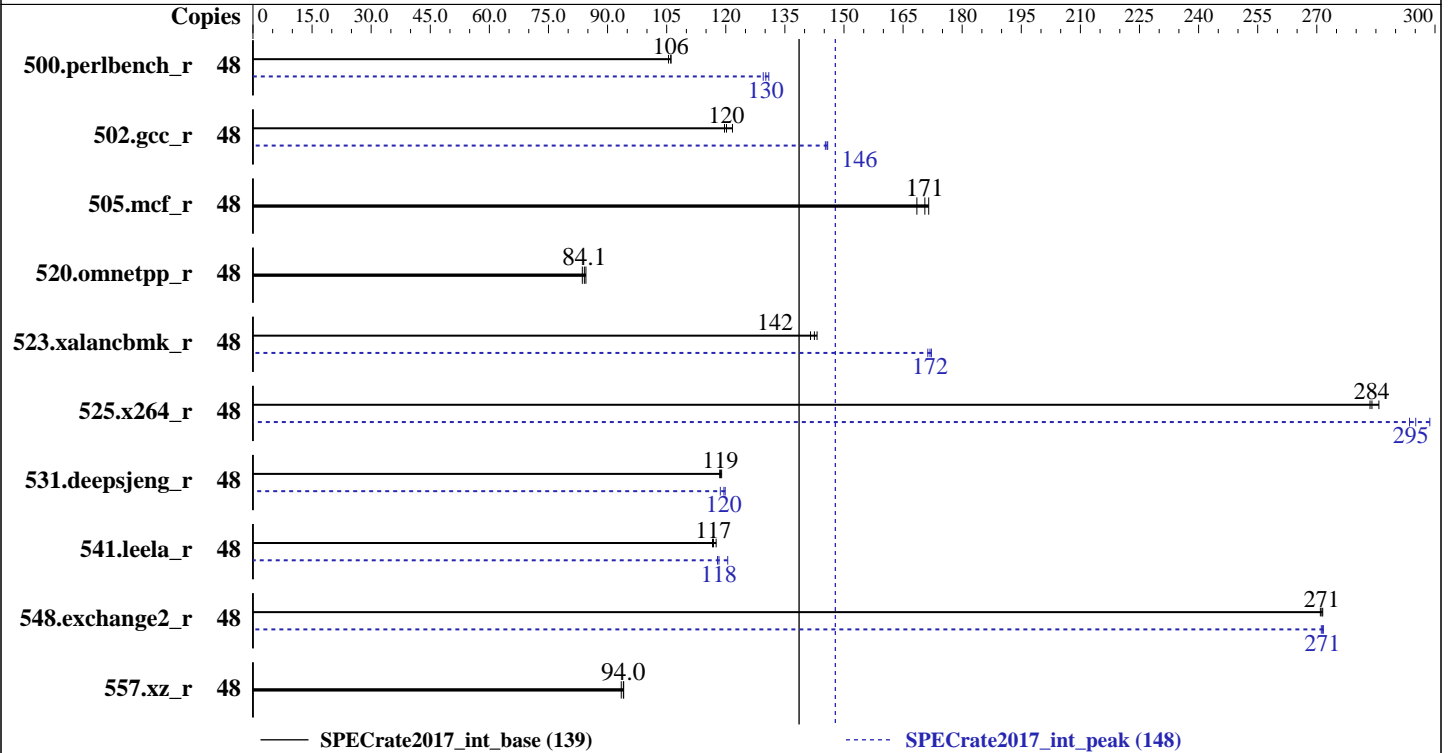 Copies 0 15.0 30.0 45.0 60.0 75.0 90.0 105 120 135 150 165 180 195 210 225 240 255 270 300
106
500.perlbench_r 48
130
120
502.gcc_r 48
146
171
505.mcf_r 48
84.1
520.omnetpp_r 48
142
523.xalancbmk_r 48
172
284
525.x264_r 48
295
119
531.deepsjeng_r 48
120
117
541.leela_r 48
118
271
548.exchange2_r 48
271
94.0
557.xz_r 48
SPECrate2017_int_base (139) SPECrate2017_int_peak (148)